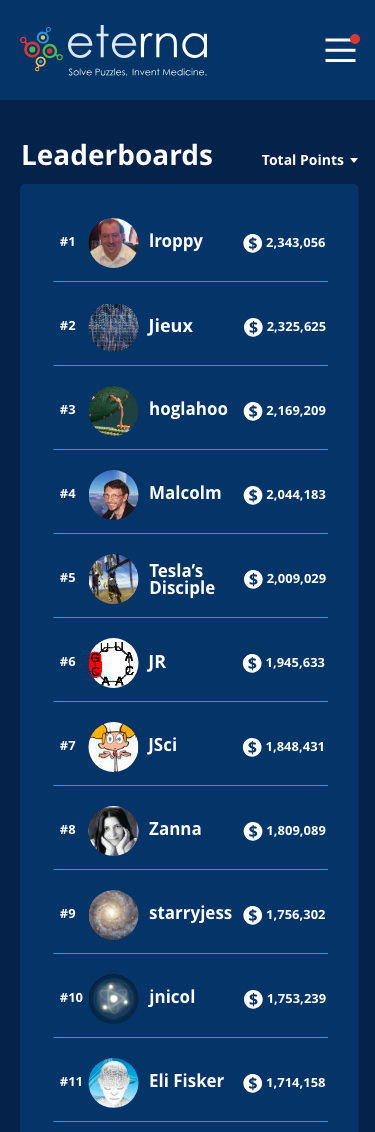 eterna
Solve Puzzles. Invent Medicine.
Leaderboards
Total Points
#1 lroppy $ 2,343,056
#2 Jieux $ 2,325,625
#3 hoglahoo $ 2,169,209
#4 Malcolm $ 2,044,183
#5 Tesla’s
Disciple $ 2,009,029
#6 JR $ 1,945,633
#7 JSci $ 1,848,431
#8 Zanna $ 1,809,089
#9 starryjess $ 1,756,302
#10 jnicol $ 1,753,239
#11 Eli Fisker $ 1,714,158